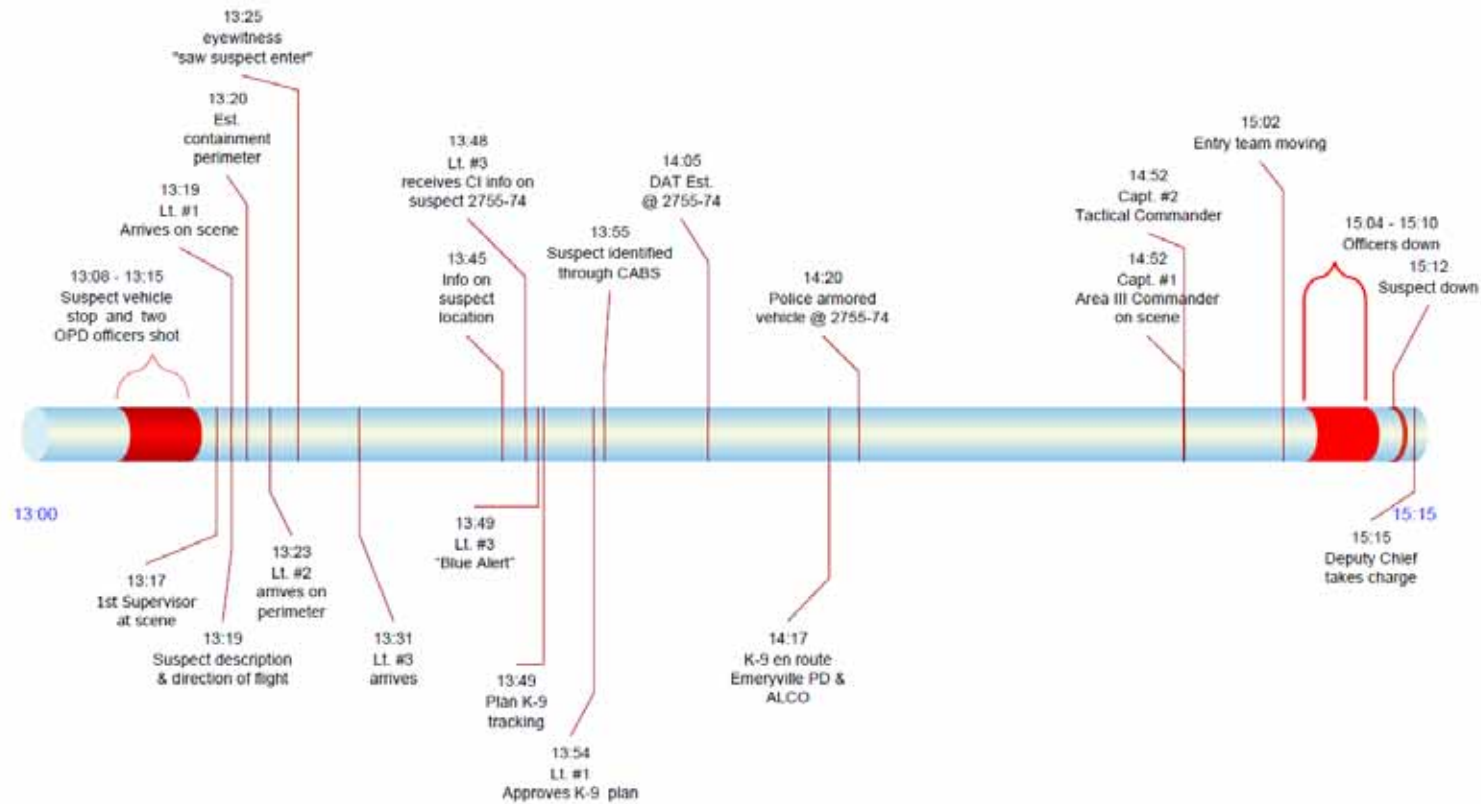 13:25
eyewitness
"saw suspect enter"
13:20
Est.
containment
perimeter
13:19
Lt. #1
Arrives on scene
13:08 - 13:15
Suspect vehicle
stop and two
OPD officers shot
13:48
Lt. #3
receives CI info on
suspect 2755-74
13:45
Info on
suspect
location
13:55
Suspect identified
through CABS
14:05
DAT Est.
@ 2755-74
14:20
Police armored
vehicle @ 2755-74
14:52
Capt. #2
Tactical Commander
14:52
Capt. #1
Area III Commander
on scene
15:02
Entry team moving
15:04 - 15:10
Officers down
15:12
Suspect down
13:00
15:15
13:17
1st Supervisor
at scene
13:19
Suspect description
& direction of flight
13:23
Lt. #2
arrives on
perimeter
13:31
Lt. #3
arrives
13:49
Lt. #3
"Blue Alert"
13:49
Plan K-9
tracking
13:54
Lt. #1
Approves K-9 plan
14:17
K-9 en route
Emeryville PD &
ALCO
15:15
Deputy Chief
takes charge